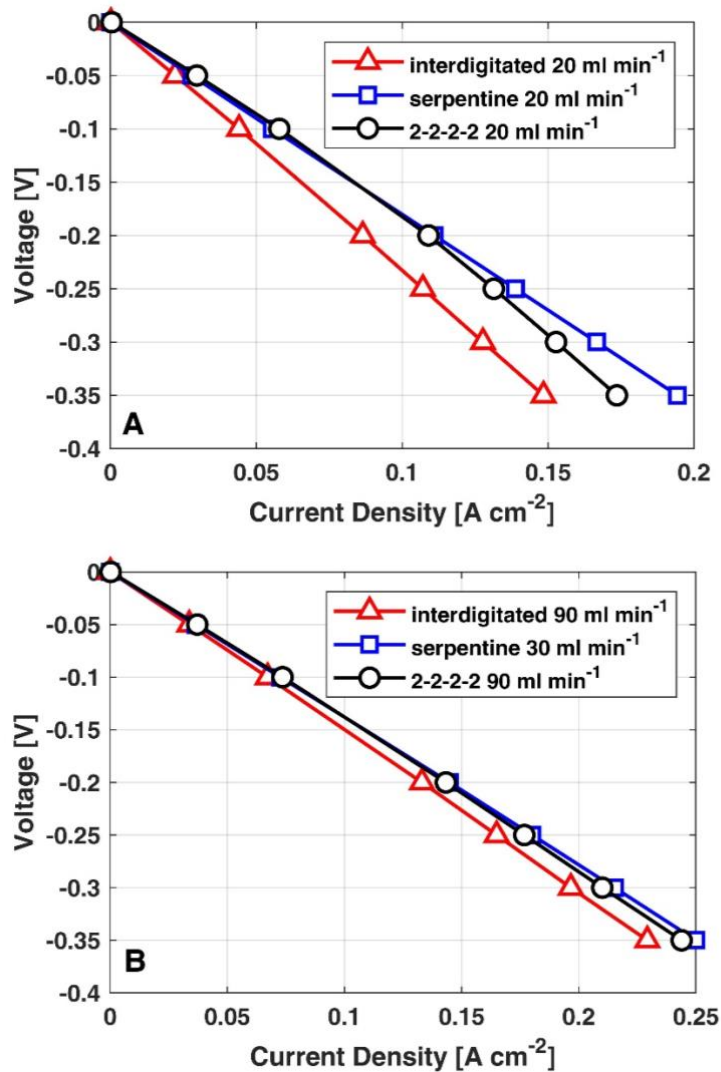 0
-0.05
-0.1
-0.15
-0.2
-0.25
-0.3
-0.35
-0.4
Voltage [V]
interdigitated 20 ml min⁻¹
serpentine 20 ml min⁻¹
2-2-2-2 20 ml min⁻¹
A
0 0.05 0.1 0.15 0.2
Current Density [A cm⁻²]
0
-0.05
-0.1
-0.15
-0.2
-0.25
-0.3
-0.35
-0.4
Voltage [V]
interdigitated 90 ml min⁻¹
serpentine 30 ml min⁻¹
2-2-2-2 90 ml min⁻¹
B
0 0.05 0.1 0.15 0.2 0.25
Current Density [A cm⁻²]